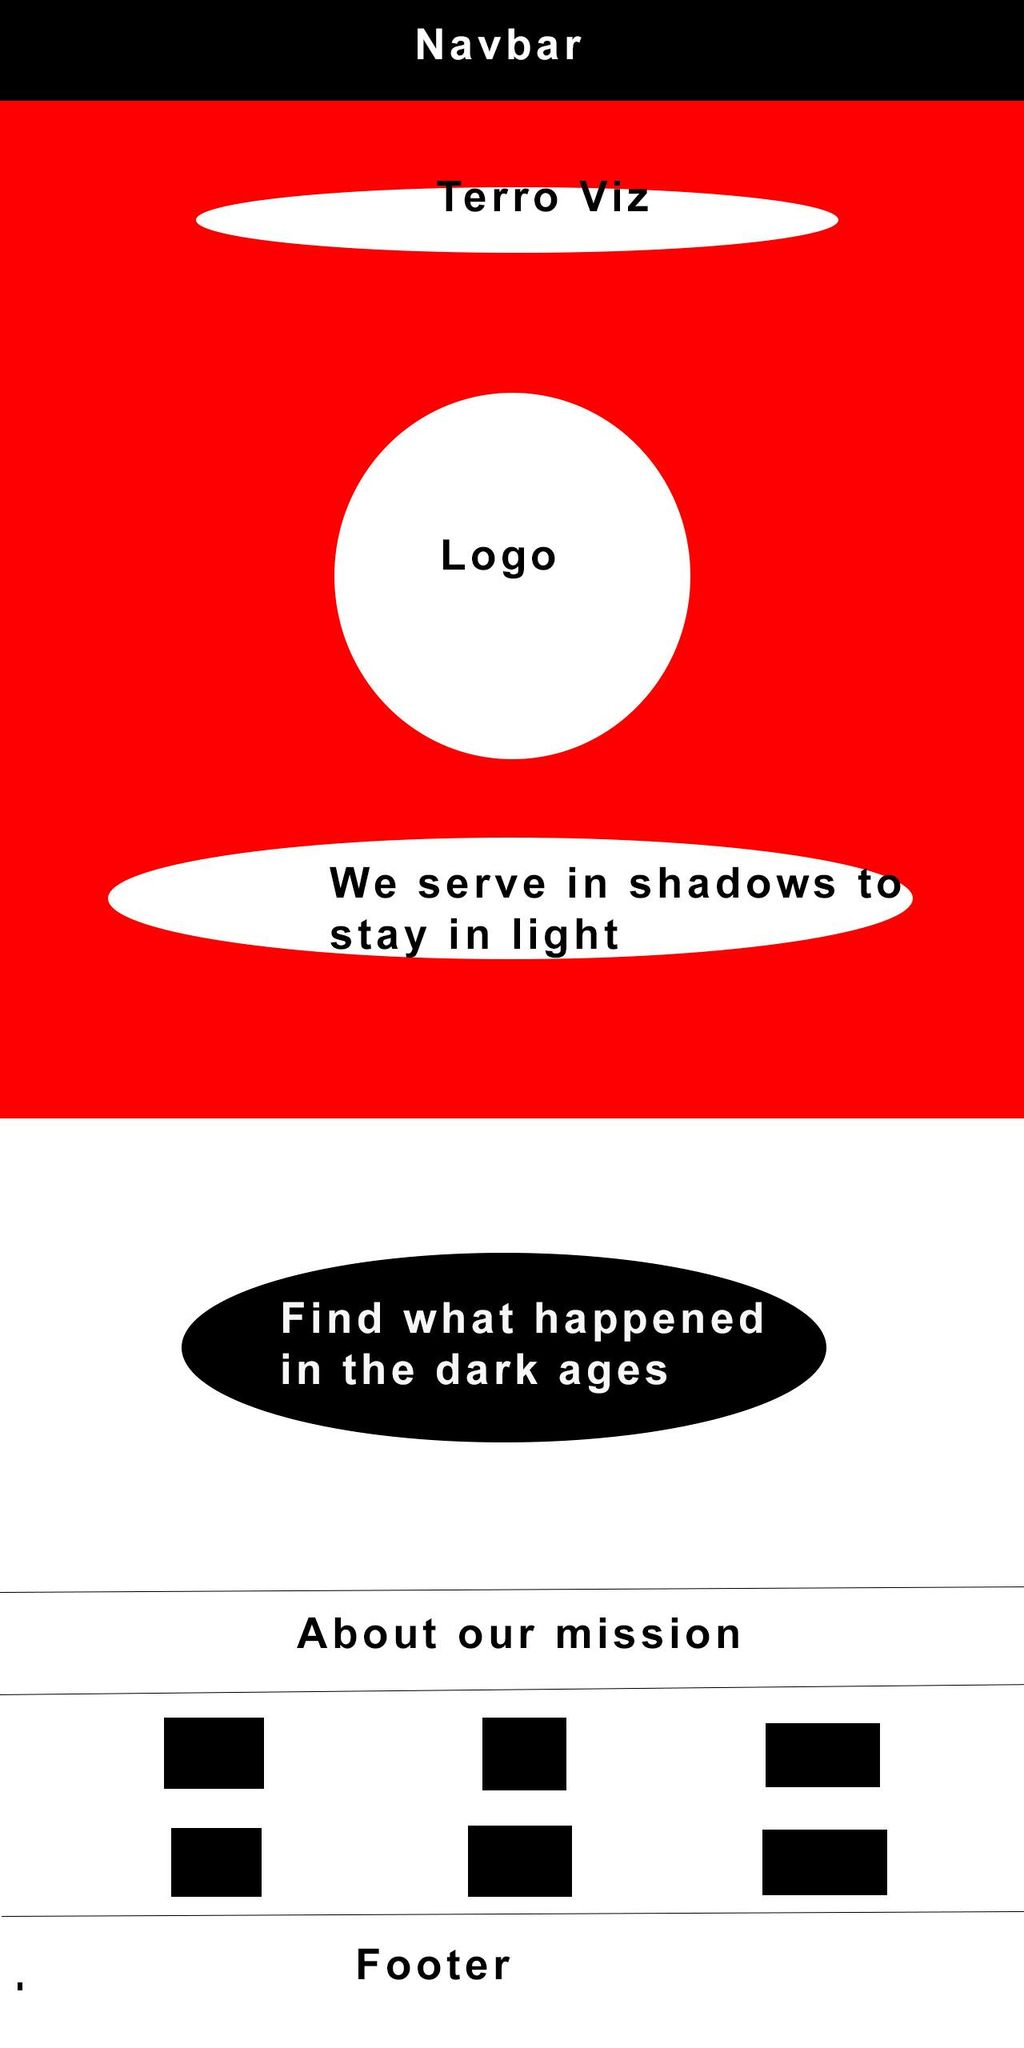 Navbar
Terro Viz
Logo
We serve in shadows to
stay in light
Find what happened
in the dark ages
About our mission
Footer